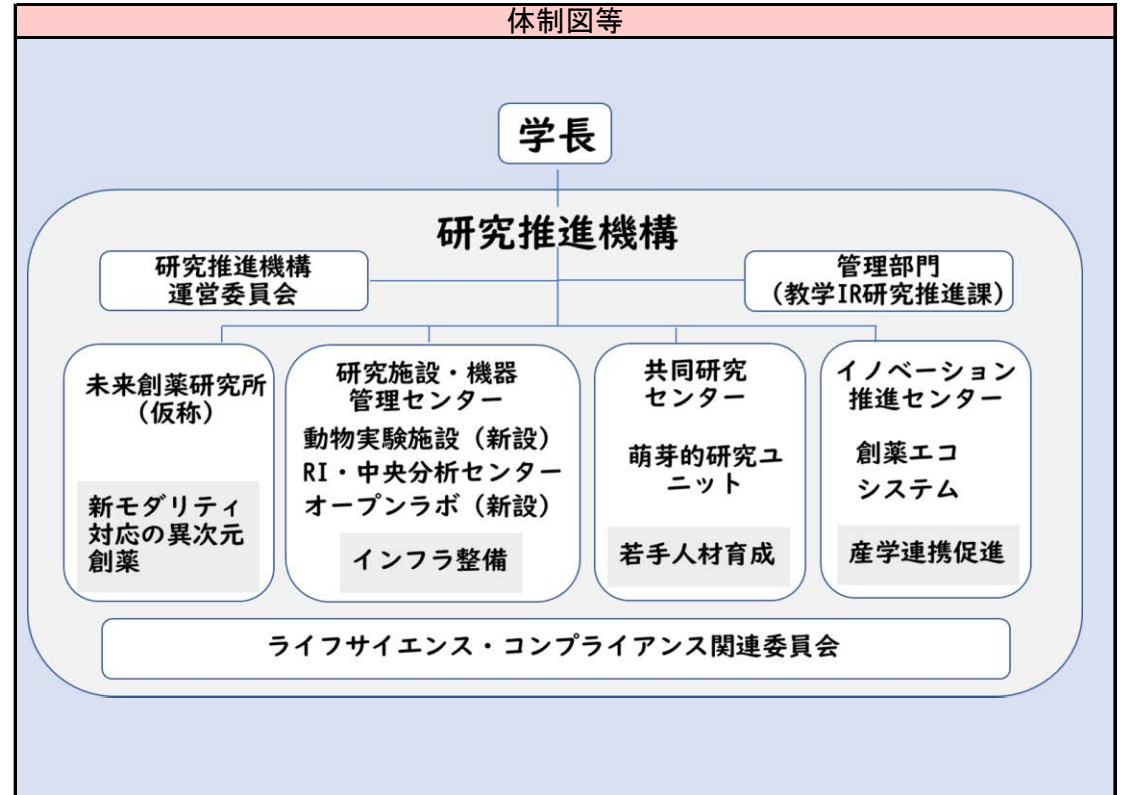 体制図等
学長
研究推進機構
研究推進機構
運営委員会
管理部門
（教学IR研究推進課）
未来創薬研究所
（仮称）
新モダリティ
対応の異次元
創薬
研究施設・機器
管理センター
動物実験施設（新設）
RI・中央分析センター
オープンラボ（新設）
インフラ整備
共同研究
センター
萌芽的研究ユ
ニット
若手人材育成
イノベーション
推進センター
創薬エコ
システム
産学連携促進
ライフサイエンス・コンプライアンス関連委員会